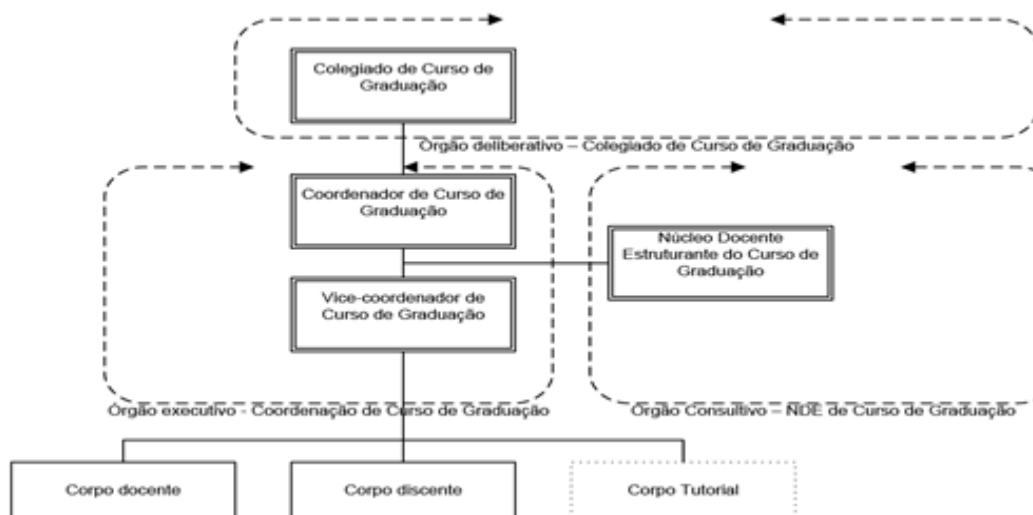 Colegiado de Curso de
Graduação
Órgão deliberativo – Colegiado de Curso de Graduação
Coordenador de Curso de
Graduação
Núcleo Docente
Estruturante do Curso de
Graduação
Vice-coordenador de
Curso de Graduação
Órgão executivo - Coordenação de Curso de Graduação
Órgão Consultivo – NDE de Curso de Graduação
Corpo docente
Corpo discente
Corpo Tutorial